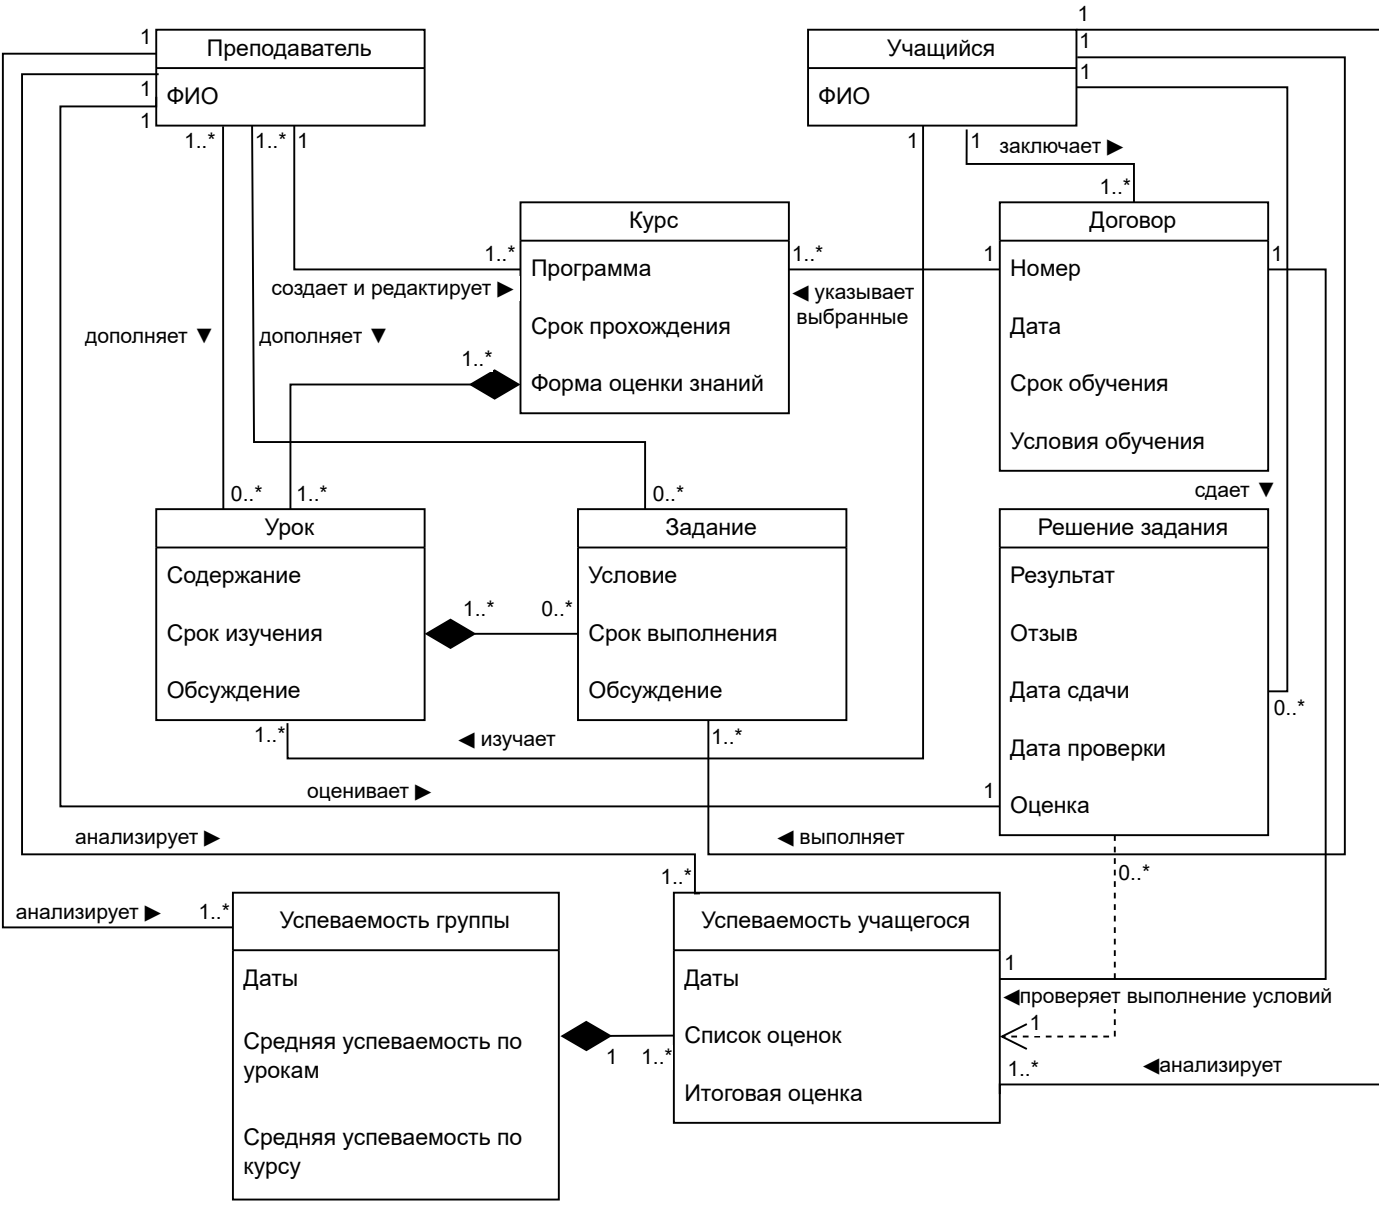 1
1
Преподаватель
Учащийся
1
1
1
ФИО
ФИО
1
1..*
1..*
1
1
1
заключает ▶
1..*
Курс
Договор
1..*
1..*
1
1
Программа
Номер
создает и редактирует ▶
◀ указывает
выбранные
Срок прохождения
Дата
дополняет ▼
дополняет ▼
1..*
Форма оценки знаний
Срок обучения
Условия обучения
0..*
1..*
0..*
сдает ▼
Урок
Задание
Решение задания
Содержание
Условие
Результат
1..*
0..*
Срок изучения
Срок выполнения
Отзыв
Обсуждение
Обсуждение
Дата сдачи
0..*
1..*
◀ изучает
1..*
Дата проверки
оценивает ▶
1
Оценка
анализирует ▶
◀ выполняет
1..*
0..*
анализирует ▶
1..*
Успеваемость группы
Успеваемость учащегося
1
Даты
Даты
◀проверяет выполнение условий
1
Средняя успеваемость по
урокам
Список оценок
1
1..*
1..*
◀анализирует
Итоговая оценка
Средняя успеваемость по
курсу